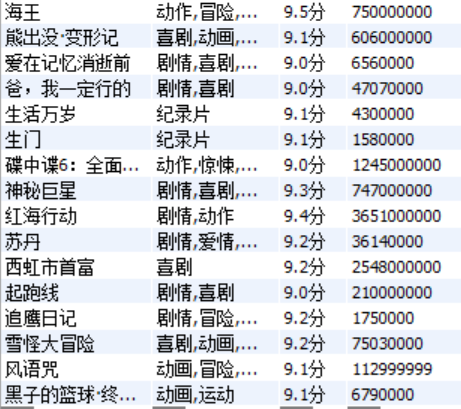 海王 动作,冒险,... 9.5分 750000000
熊出没·变形记 喜剧,动画,... 9.1分 606000000
爱在记忆消逝前 剧情,喜剧,... 9.0分 6560000
爸，我一定行的 剧情,喜剧 9.0分 47070000
生活万岁 纪录片 9.1分 4300000
生门 纪录片 9.1分 1580000
碟中谍6：全面... 动作,惊悚,... 9.0分 1245000000
神秘巨星 剧情,喜剧,... 9.3分 747000000
红海行动 剧情,动作 9.4分 3651000000
苏丹 剧情,爱情,... 9.2分 36140000
西虹市首富 喜剧 9.2分 2548000000
起跑线 剧情,喜剧 9.0分 210000000
追鹰日记 剧情,冒险,... 9.2分 1750000
雪怪大冒险 喜剧,动画,... 9.2分 75030000
风语咒 动画,冒险,... 9.1分 112999999
黑子的篮球·终... 动画,运动 9.1分 6790000